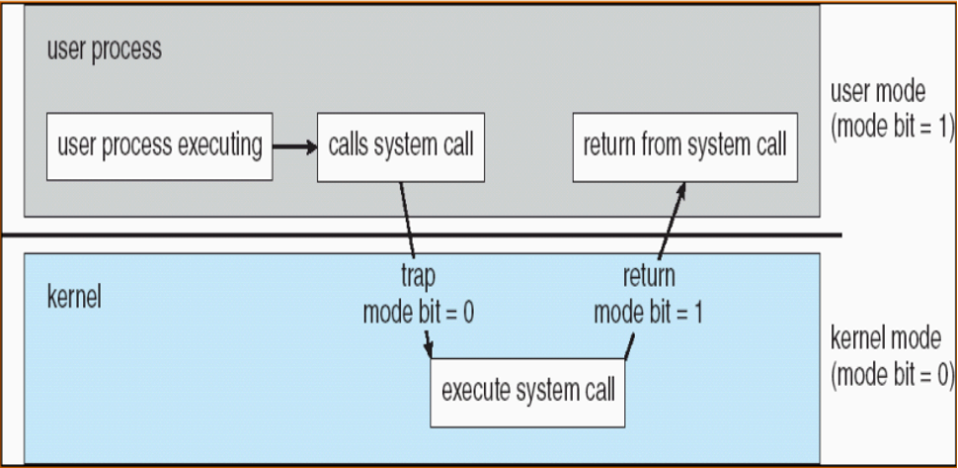 user process
user process executing
calls system call
return from system call
user mode
(mode bit = 1)
trap
mode bit = 0
return
mode bit = 1
kernel
execute system call
kernel mode
(mode bit = 0)